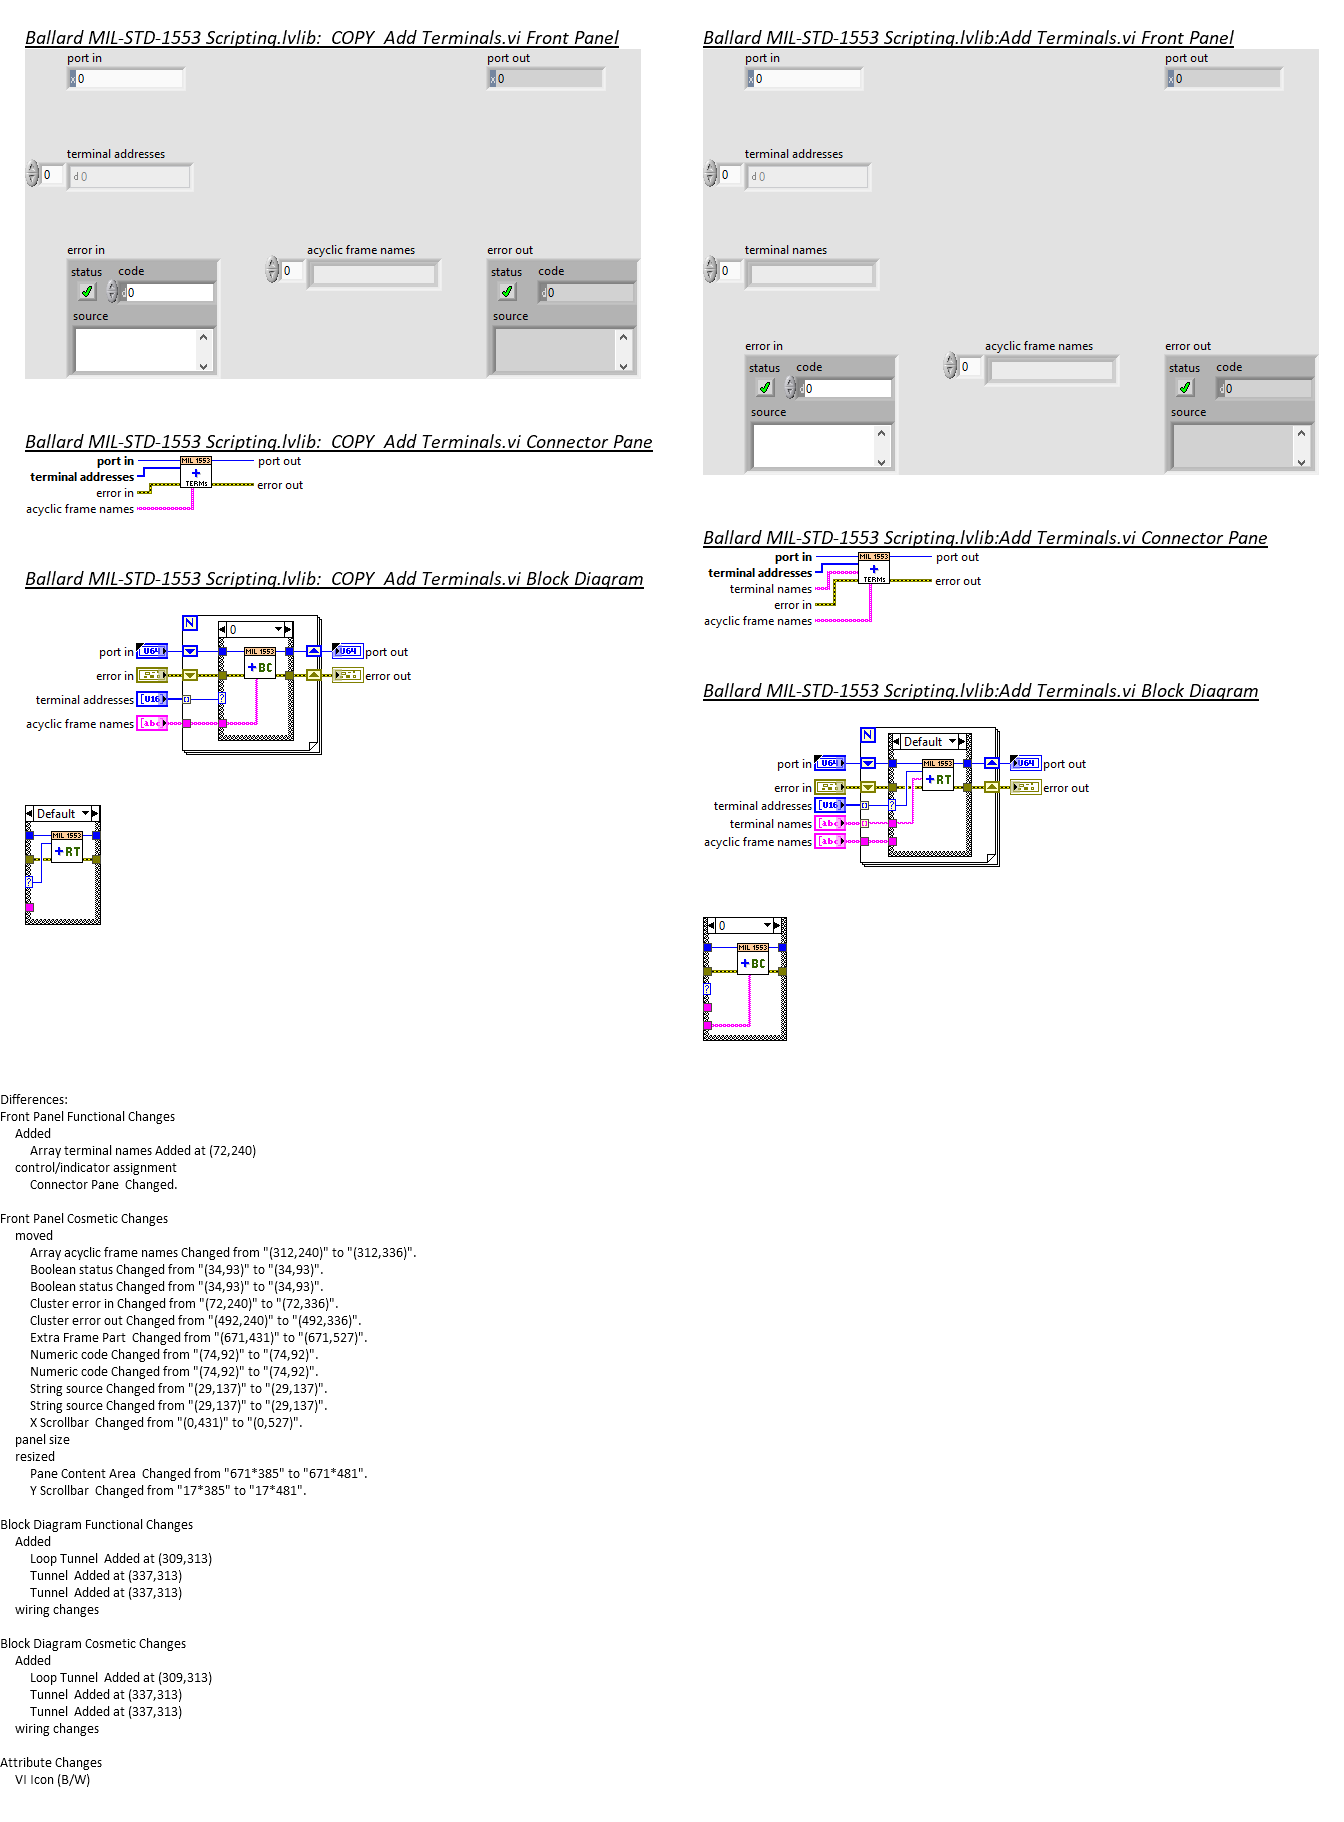 Ballard MIL-STD-1553 Scripting.lvlib:_COPY_Add Terminals.vi Front Panel
port in
x 0
port out
x 0
terminal addresses
0
d 0
error in
status
code
d 0
source
acyclic frame names
0
error out
status
code
d 0
source
Ballard MIL-STD-1553 Scripting.lvlib:_COPY_Add Terminals.vi Connector Pane
port in
terminal addresses
error in
acyclic frame names
MIL 1553
+
TERMs
port out
error out
Ballard MIL-STD-1553 Scripting.lvlib:_COPY_Add Terminals.vi Block Diagram
N
0
port in
U64
MIL 1553
+BC
U64
port out
error in
error out
terminal addresses
[U16]
?
acyclic frame names
[abc]
Default
MIL 1553
+RT
?
Ballard MIL-STD-1553 Scripting.lvlib:Add Terminals.vi Front Panel
port in
x 0
port out
x 0
terminal addresses
0
d 0
terminal names
0
error in
status
code
d 0
source
acyclic frame names
0
error out
status
code
d 0
source
Ballard MIL-STD-1553 Scripting.lvlib:Add Terminals.vi Connector Pane
port in
terminal addresses
terminal names
error in
acyclic frame names
MIL 1553
+
TERMs
port out
error out
Ballard MIL-STD-1553 Scripting.lvlib:Add Terminals.vi Block Diagram
N
Default
port in
U64
MIL 1553
+RT
U64
port out
error in
error out
terminal addresses
[U16]
?
terminal names
[abc]
acyclic frame names
[abc]
0
MIL 1553
+BC
?
Differences:
Front Panel Functional Changes
Added
Array terminal names Added at (72,240)
control/indicator assignment
Connector Pane  Changed.
Front Panel Cosmetic Changes
moved
Array acyclic frame names Changed from "(312,240)" to "(312,336)".
Boolean status Changed from "(34,93)" to "(34,93)".
Boolean status Changed from "(34,93)" to "(34,93)".
Cluster error in Changed from "(72,240)" to "(72,336)".
Cluster error out Changed from "(492,240)" to "(492,336)".
Extra Frame Part  Changed from "(671,431)" to "(671,527)".
Numeric code Changed from "(74,92)" to "(74,92)".
Numeric code Changed from "(74,92)" to "(74,92)".
String source Changed from "(29,137)" to "(29,137)".
String source Changed from "(29,137)" to "(29,137)".
X Scrollbar  Changed from "(0,431)" to "(0,527)".
panel size
resized
Pane Content Area  Changed from "671*385" to "671*481".
Y Scrollbar  Changed from "17*385" to "17*481".
Block Diagram Functional Changes
Added
Loop Tunnel  Added at (309,313)
Tunnel  Added at (337,313)
Tunnel  Added at (337,313)
wiring changes
Block Diagram Cosmetic Changes
Added
Loop Tunnel  Added at (309,313)
Tunnel  Added at (337,313)
Tunnel  Added at (337,313)
wiring changes
Attribute Changes
VI Icon (B/W)